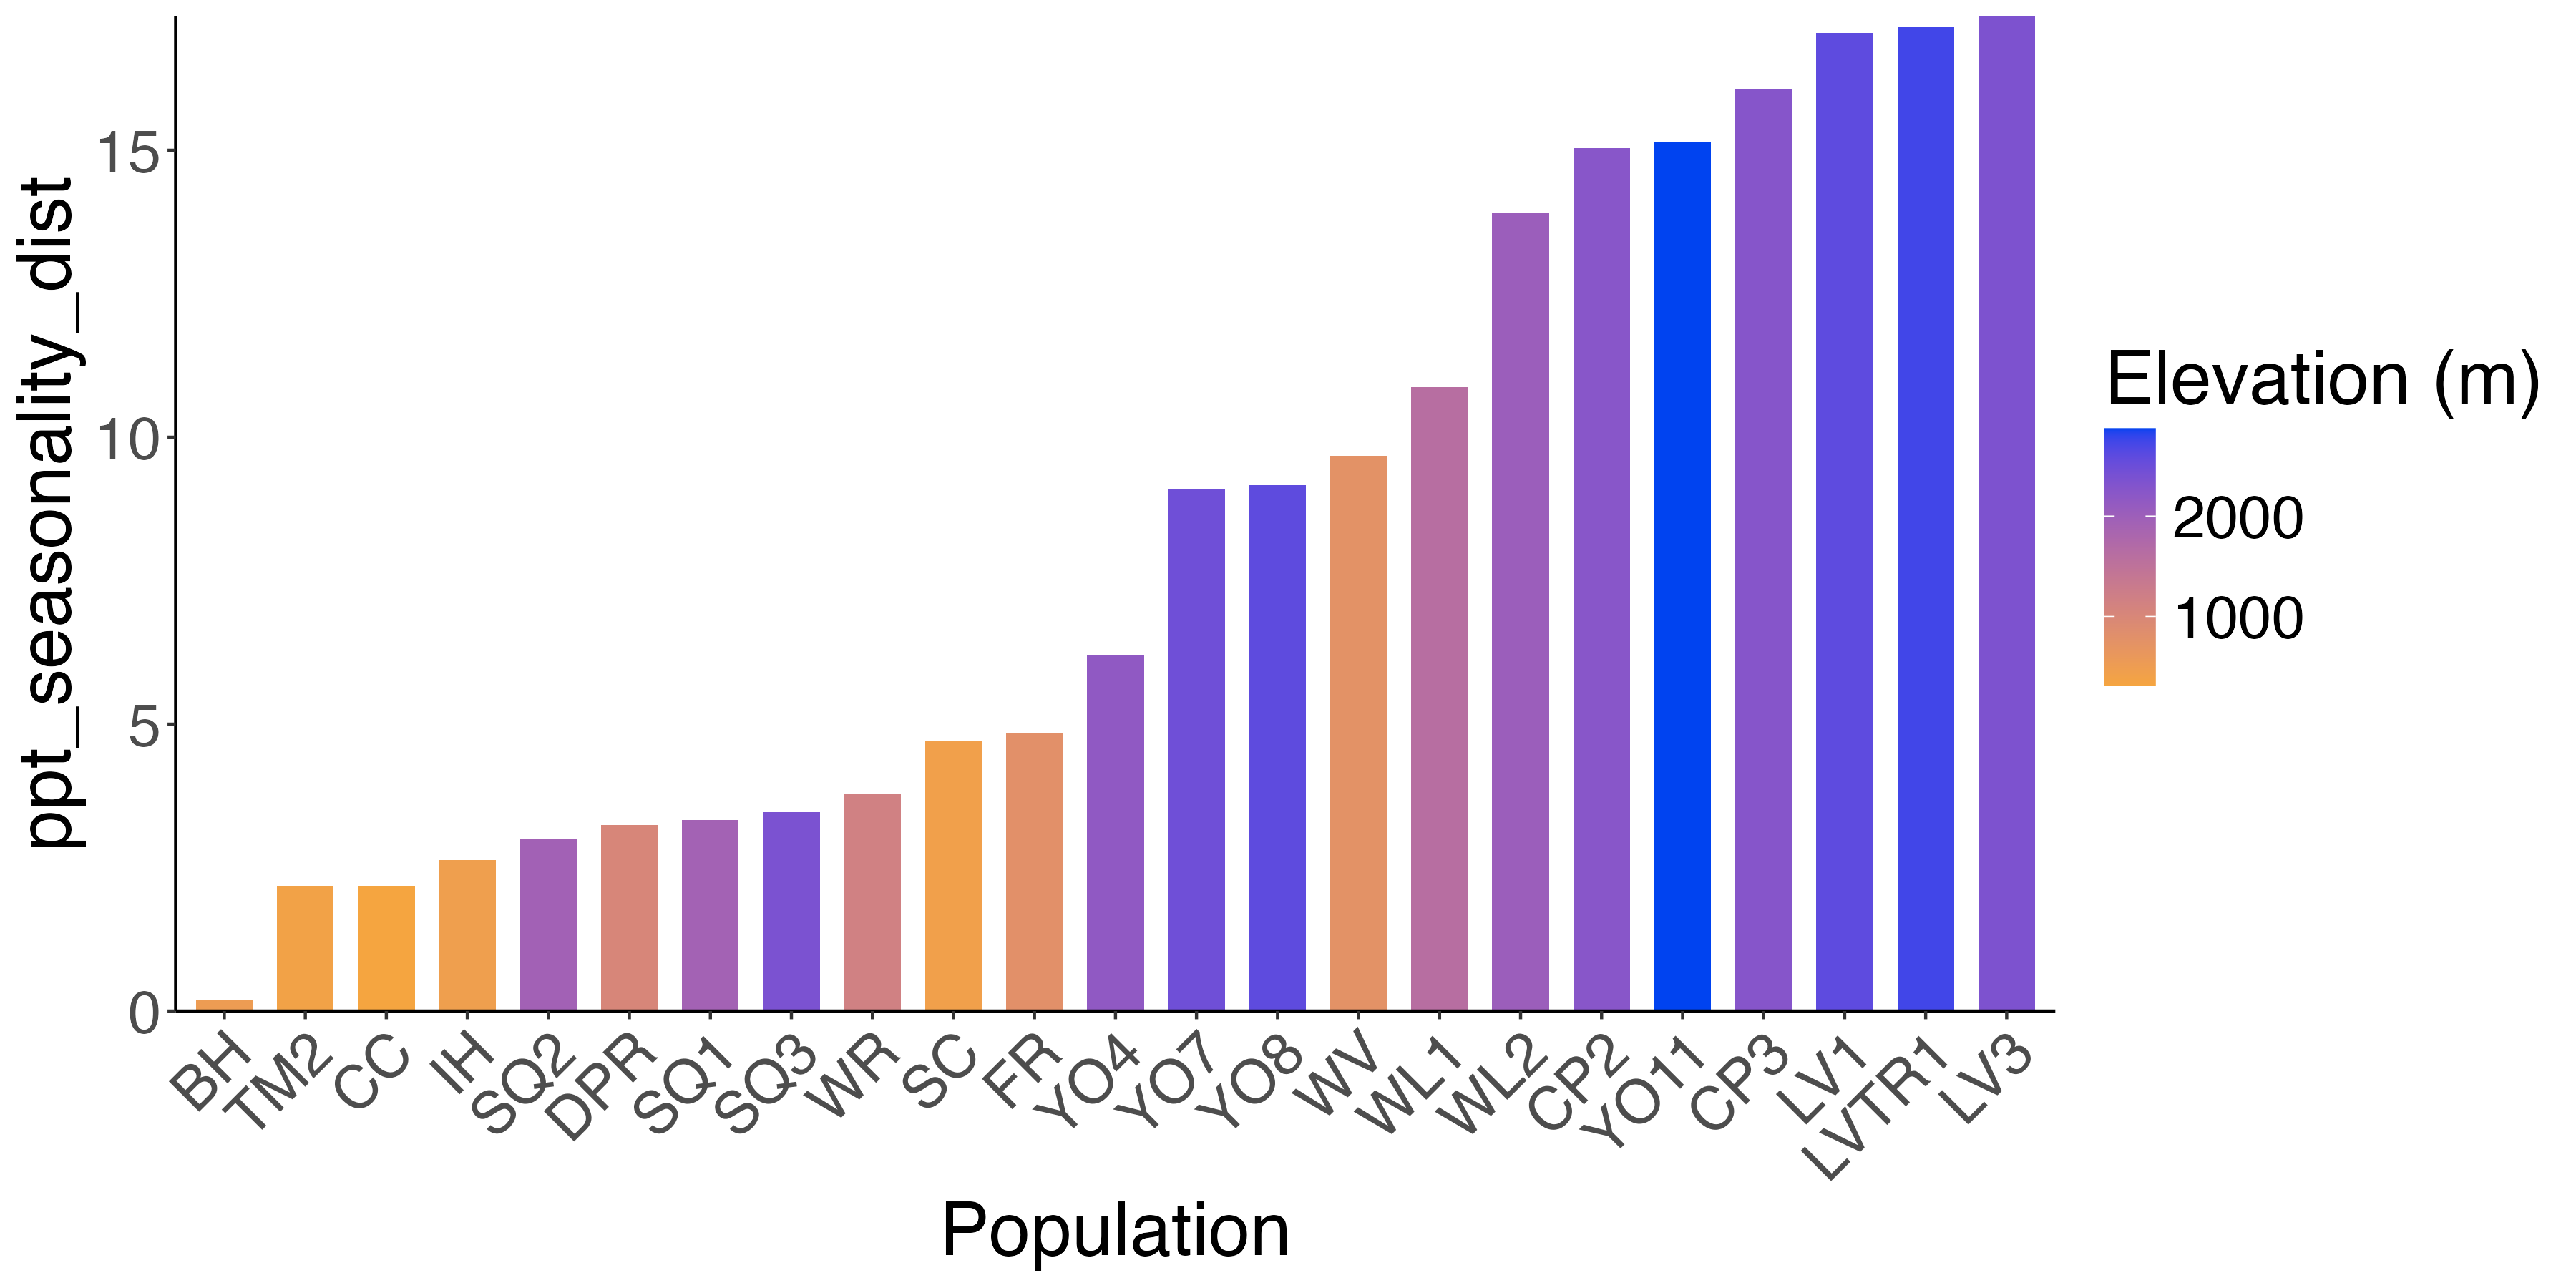 ppt_seasonality_dist
15
10
5
0
BH
TM2
CC
IH
SQ2
DPR
SQ1
SQ3
WR
SC
FR
YO4
YO7
YO8
WV
WL1
WL2
CP2
YO11
CP3
LV1
LVTR1
LV3
Population
Elevation (m)
2000
1000